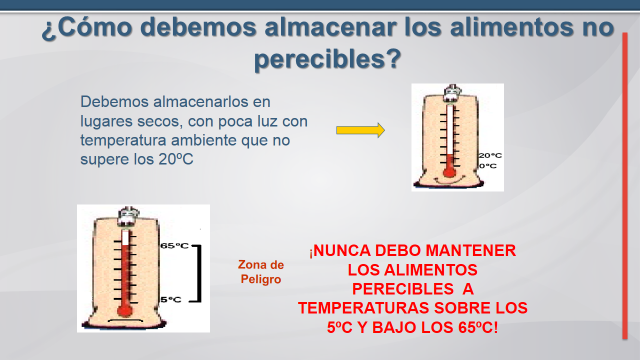 ¿Cómo debemos almacenar los alimentos no
perecibles?
Debemos almacenarlos en
lugares secos, con poca luz con
temperatura ambiente que no
supere los 20ºC
20ºC
0ºC
65ºC
5ºC
Zona de
Peligro
¡NUNCA DEBO MANTENER
LOS ALIMENTOS
PERECIBLES A
TEMPERATURAS SOBRE LOS
5ºC Y BAJO LOS 65ºC!